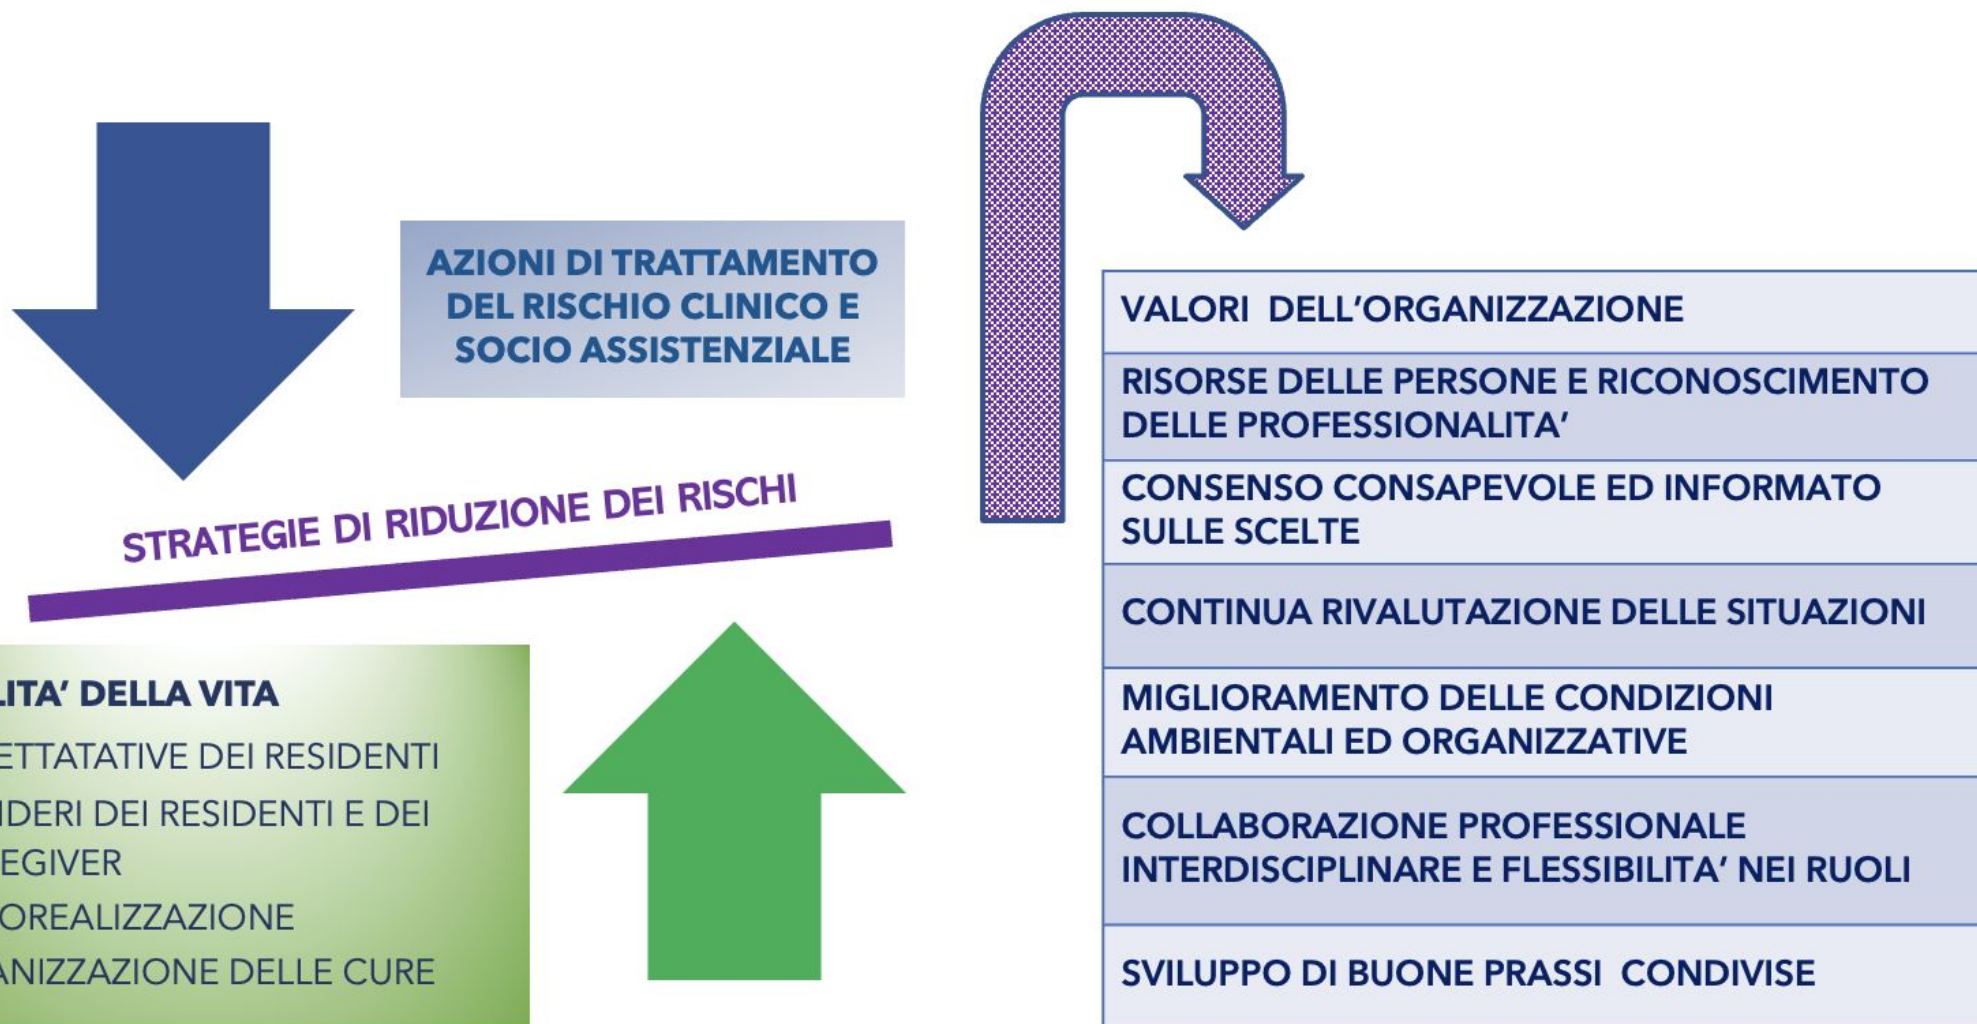 AZIONI DI TRATTAMENTO
DEL RISCHIO CLINICO E
SOCIO ASSISTENZIALE
STRATEGIE DI RIDUZIONE DEI RISCHI
LITA’ DELLA VITA
ETTATATIVE DEI RESIDENTI
IDERI DEI RESIDENTI E DEI
EGIVER
OREALIZZAZIONE
ANIZZAZIONE DELLE CURE
VALORI DELL’ORGANIZZAZIONE
RISORSE DELLE PERSONE E RICONOSCIMENTO
DELLE PROFESSIONALITA’
CONSENSO CONSAPEVOLE ED INFORMATO
SULLE SCELTE
CONTINUA RIVALUTAZIONE DELLE SITUAZIONI
MIGLIORAMENTO DELLE CONDIZIONI
AMBIENTALI ED ORGANIZZATIVE
COLLABORAZIONE PROFESSIONALE
INTERDISCIPLINARE E FLESSIBILITA’ NEI RUOLI
SVILUPPO DI BUONE PRASSI CONDIVISE